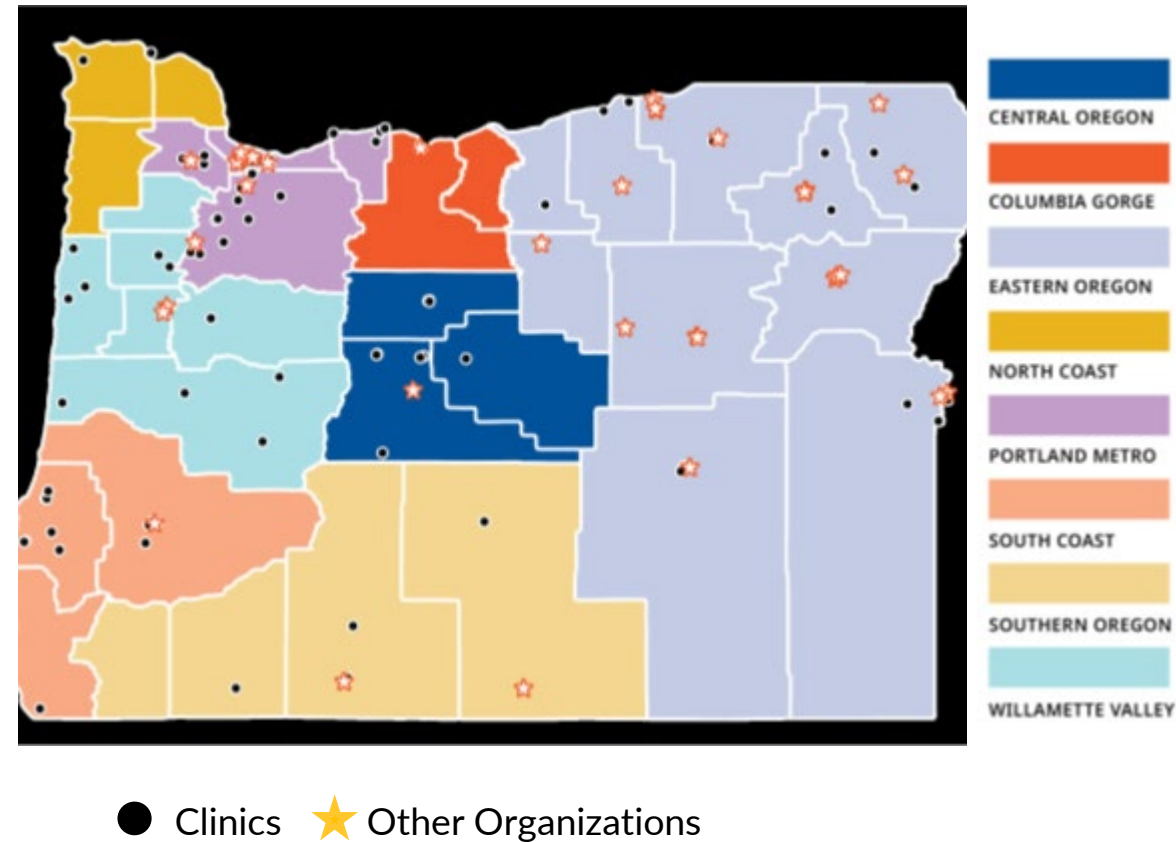 CENTRAL OREGON
COLUMBIA GORGE
EASTERN OREGON
NORTH COAST
PORTLAND METRO
SOUTH COAST
SOUTHERN OREGON
WILLAMETTE VALLEY
Clinics Other Organizations